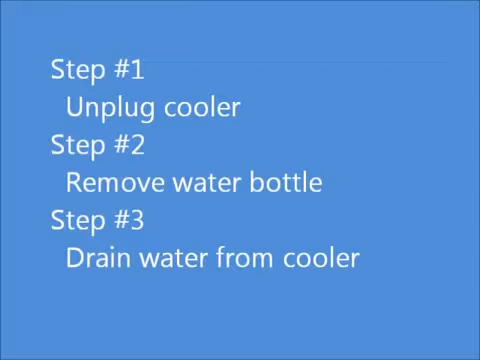 Step #1
Unplug cooler
Step #2
Remove water bottle
Step #3
Drain water from cooler